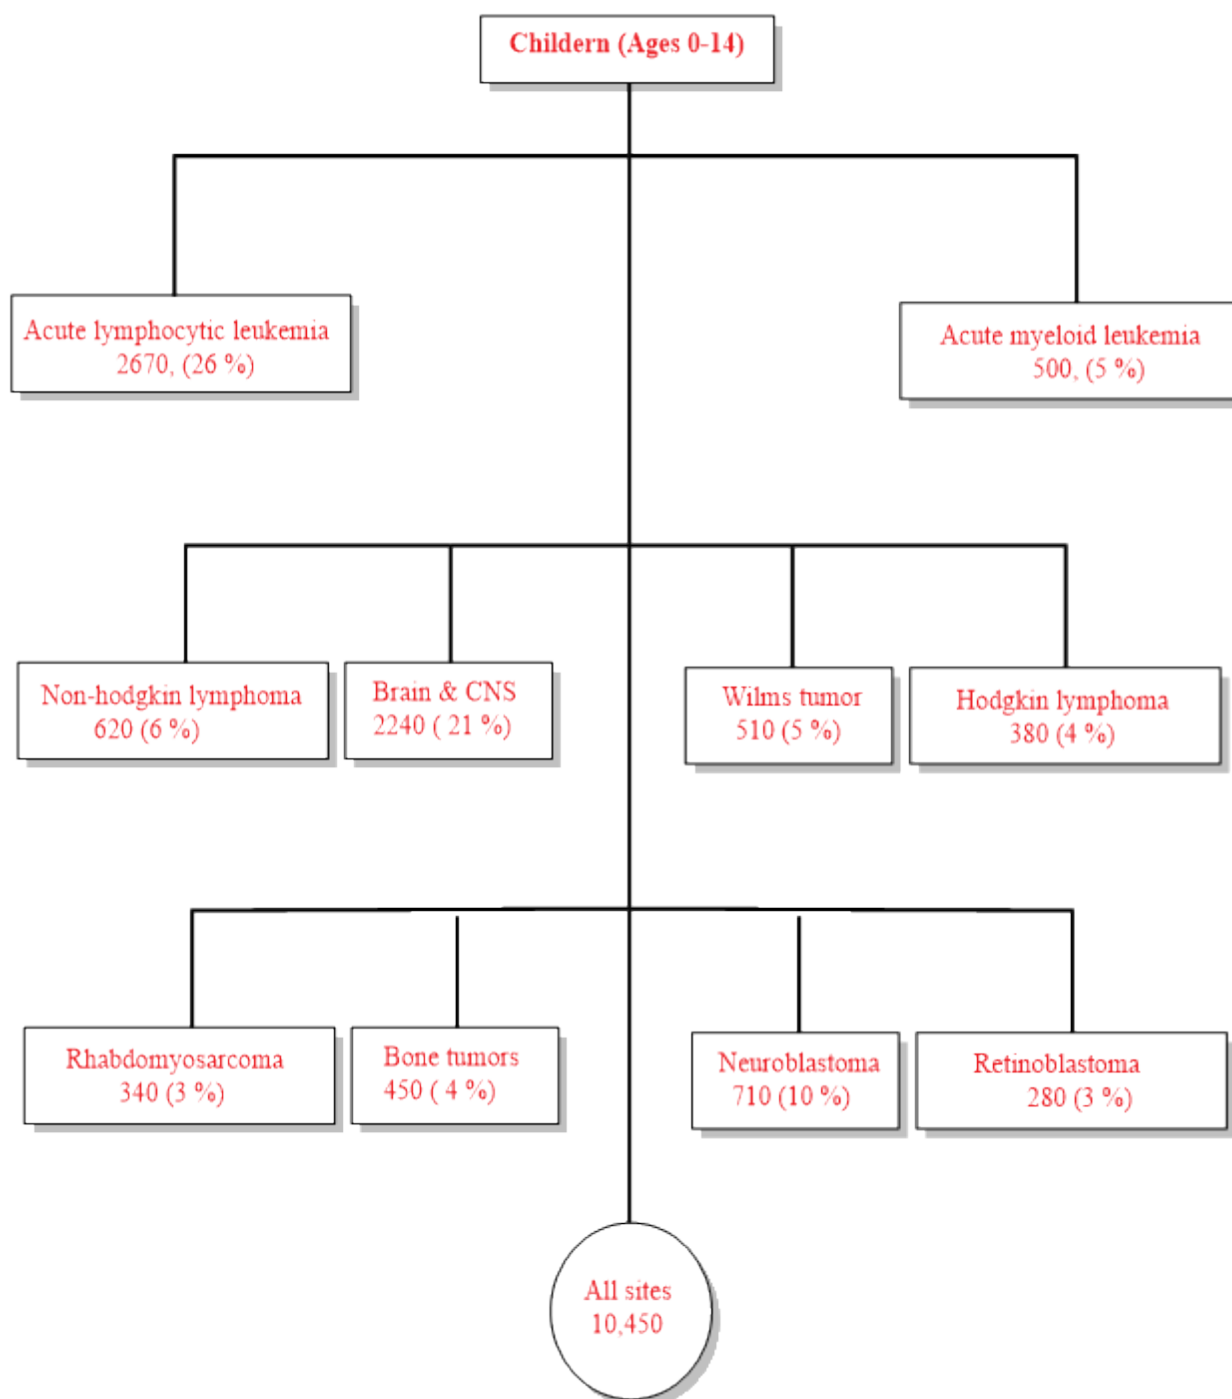 Childern (Ages 0-14)
Acute lymphocytic leukemia
2670, (26 %)
Acute myeloid leukemia
500, (5 %)
Non-hodgkin lymphoma
620 (6 %)
Brain & CNS
2240 ( 21 %)
Wilms tumor
510 (5 %)
Hodgkin lymphoma
380 (4 %)
Rhabdomyosarcoma
340 (3 %)
Bone tumors
450 ( 4 %)
Neuroblastoma
710 (10 %)
Retinoblastoma
280 (3 %)
All sites
10,450